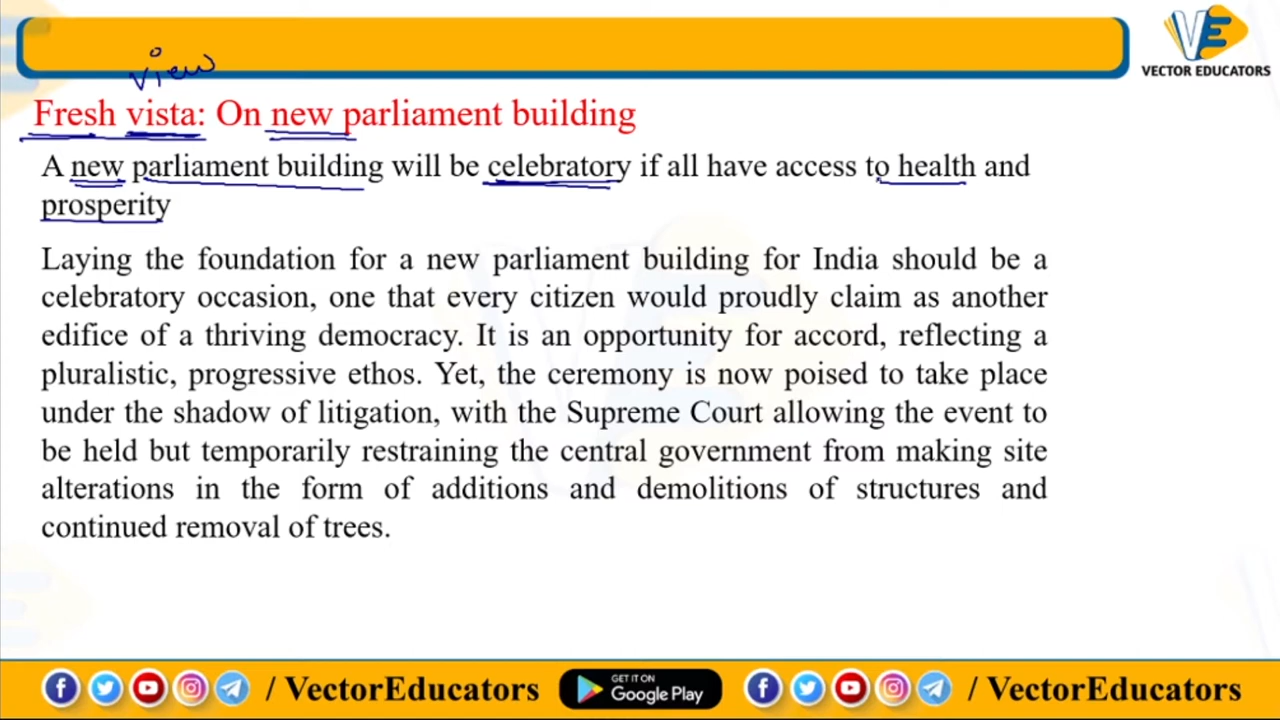 VECTOR EDUCATORS
view
Fresh vista: On new parliament building
A new parliament building will be celebratory if all have access to health and
prosperity
Laying the foundation for a new parliament building for India should be a
celebratory occasion, one that every citizen would proudly claim as another
edifice of a thriving democracy. It is an opportunity for accord, reflecting a
pluralistic, progressive ethos. Yet, the ceremony is now poised to take place
under the shadow of litigation, with the Supreme Court allowing the event to
be held but temporarily restraining the central government from making site
alterations in the form of additions and demolitions of structures and
continued removal of trees.
/ VectorEducators
GET IT ON
Google Play
/ VectorEducators